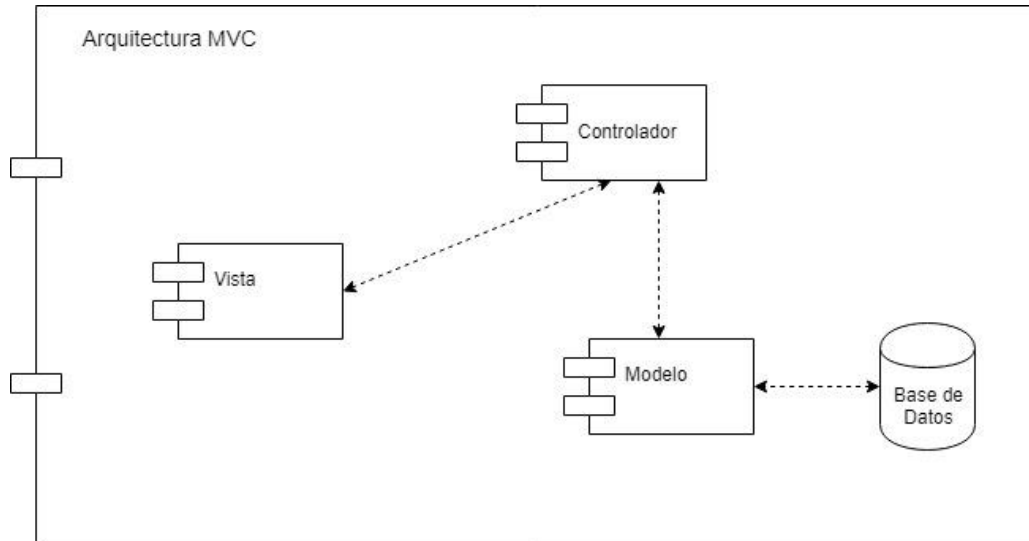 Arquitectura MVC
Controlador
Vista
Modelo
Base de
Datos